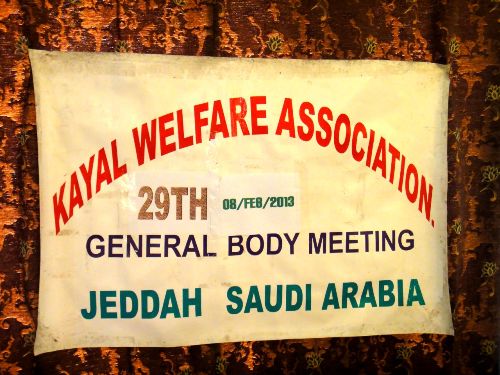 KAYAL WELFARE ASSOCIATION.
29TH 08/FEB/2013
GENERAL BODY MEETING
JEDDAH SAUDI ARABIA